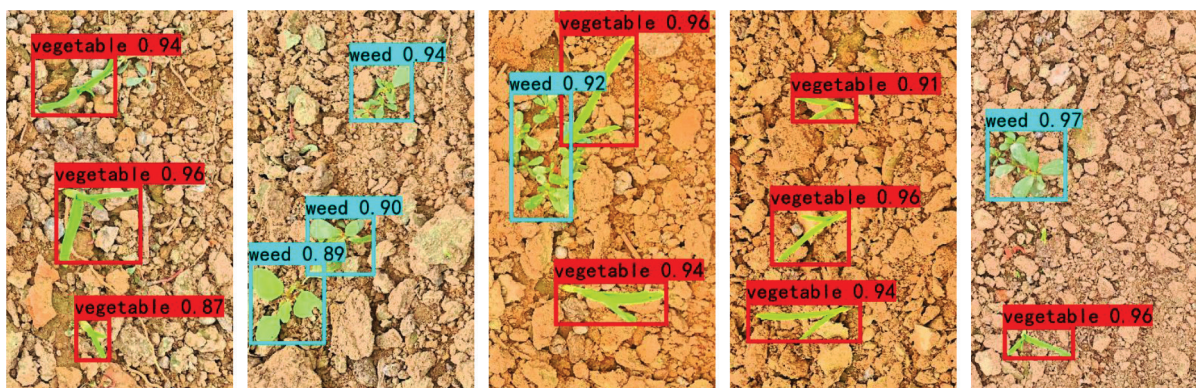 vegetable 0.94
vegetable 0.96
vegetable 0.87
weed 0.94
weed 0.90
weed 0.89
vegetable 0.96
weed 0.92
vegetable 0.94
vegetable 0.91
vegetable 0.96
vegetable 0.94
weed 0.97
vegetable 0.96